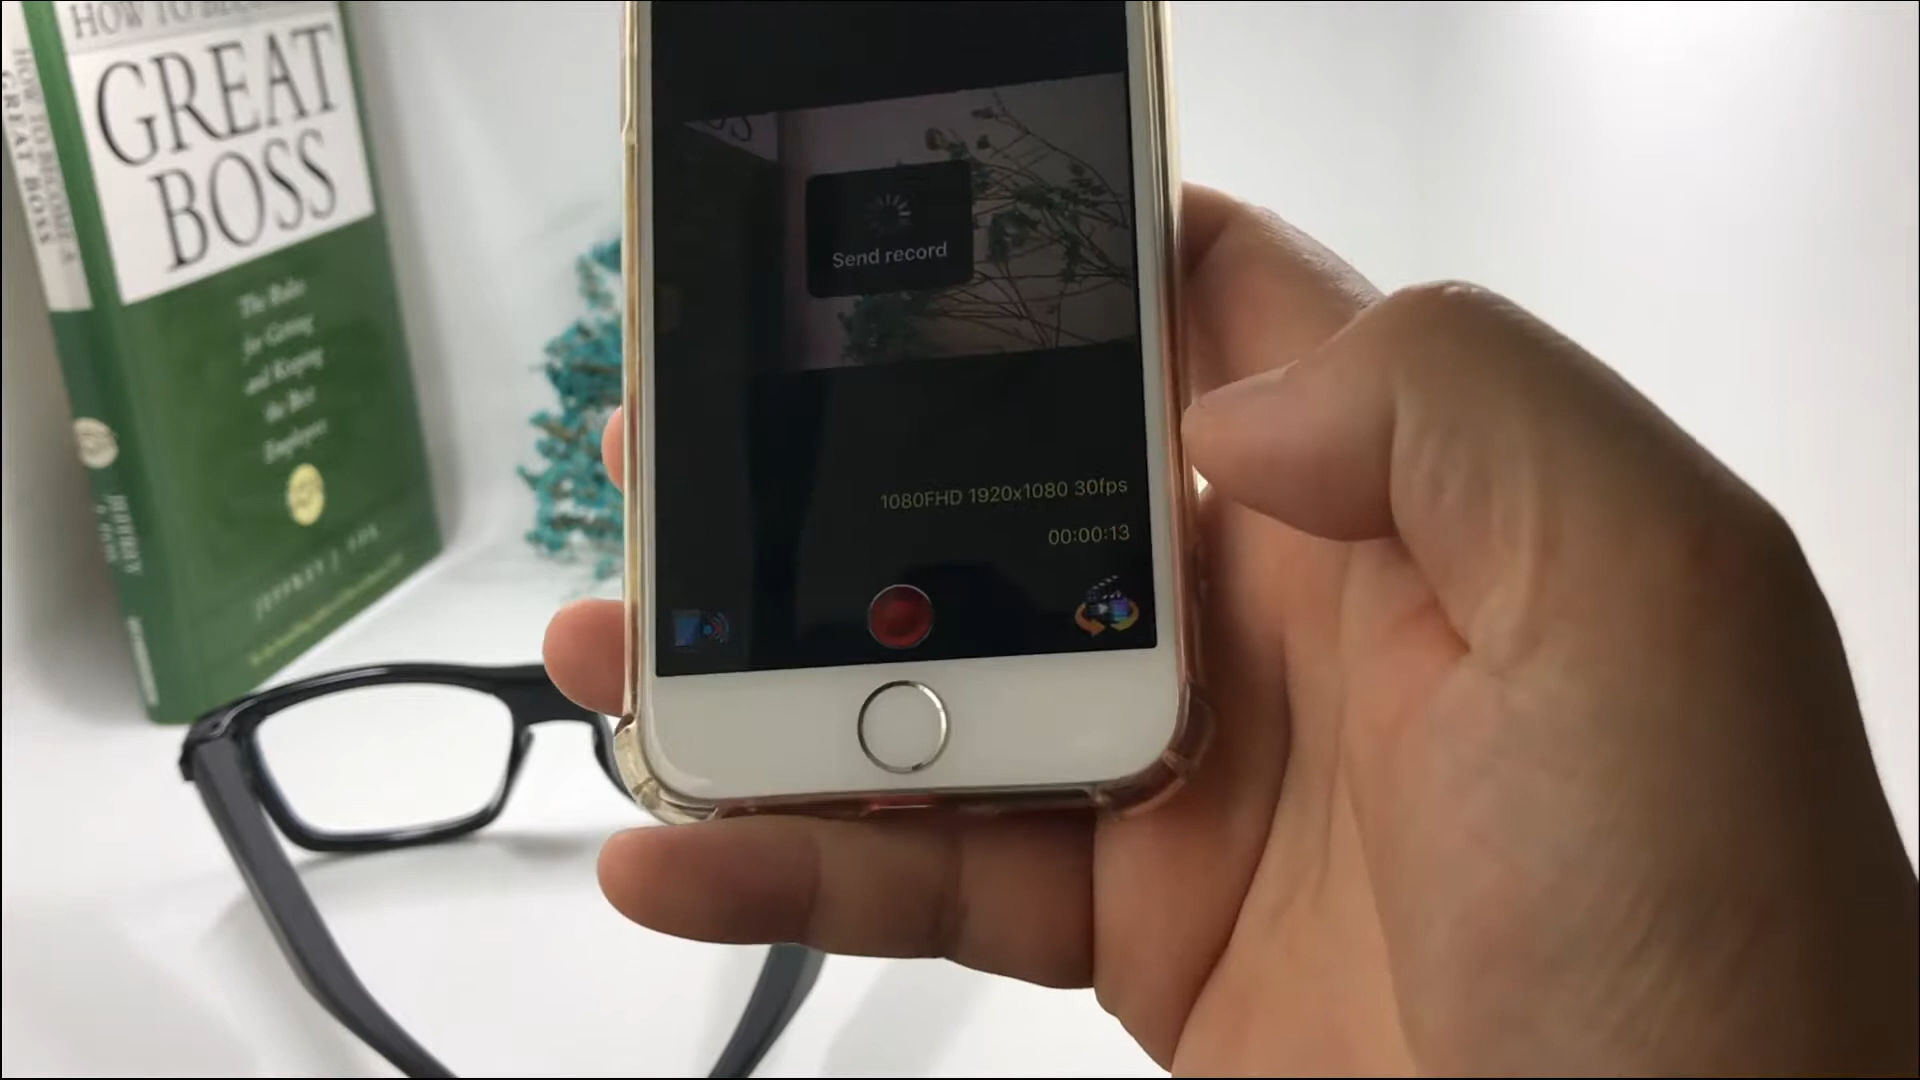 HOW TO BECOME A
GREAT
BOSS
The Rules
for Getting
and Keeping
the Best
Employees
JEFFREY J. FOX
HOW TO BECOME A
GREAT BOSS
Send record
1080FHD 1920x1080 30fps
00:00:13